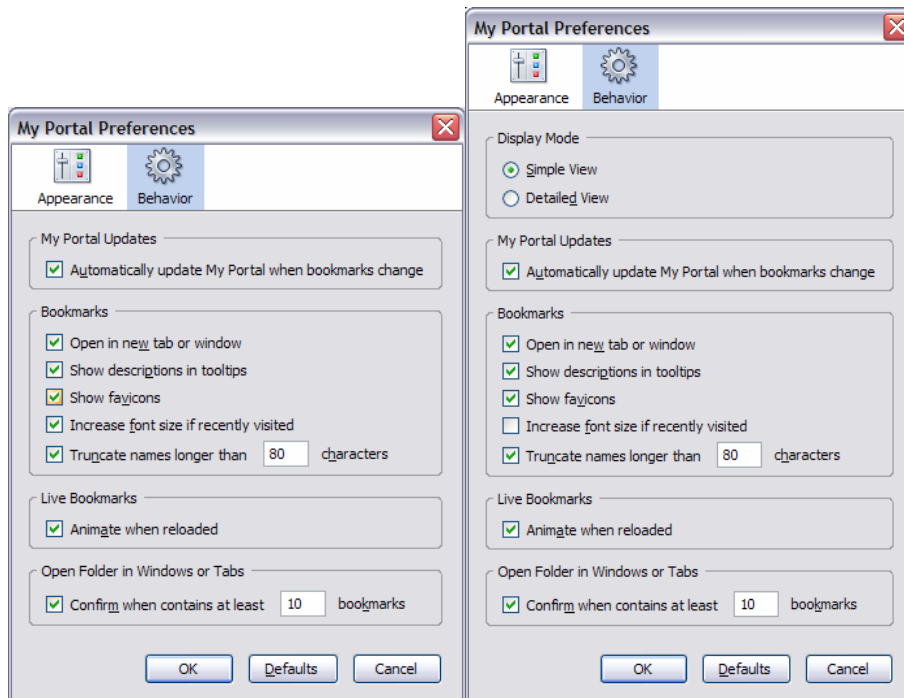 My Portal Preferences
Appearance Behavior
My Portal Updates
Automatically update My Portal when bookmarks change
Bookmarks
Open in new tab or window
Show descriptions in tooltips
Show favicons
Increase font size if recently visited
Truncate names longer than 80 characters
Live Bookmarks
Animate when reloaded
Open Folder in Windows or Tabs
Confirm when contains at least 10 bookmarks
OK Defaults Cancel
My Portal Preferences
Appearance Behavior
Display Mode
Simple View
Detailed View
My Portal Updates
Automatically update My Portal when bookmarks change
Bookmarks
Open in new tab or window
Show descriptions in tooltips
Show favicons
Increase font size if recently visited
Truncate names longer than 80 characters
Live Bookmarks
Animate when reloaded
Open Folder in Windows or Tabs
Confirm when contains at least 10 bookmarks
OK Defaults Cancel